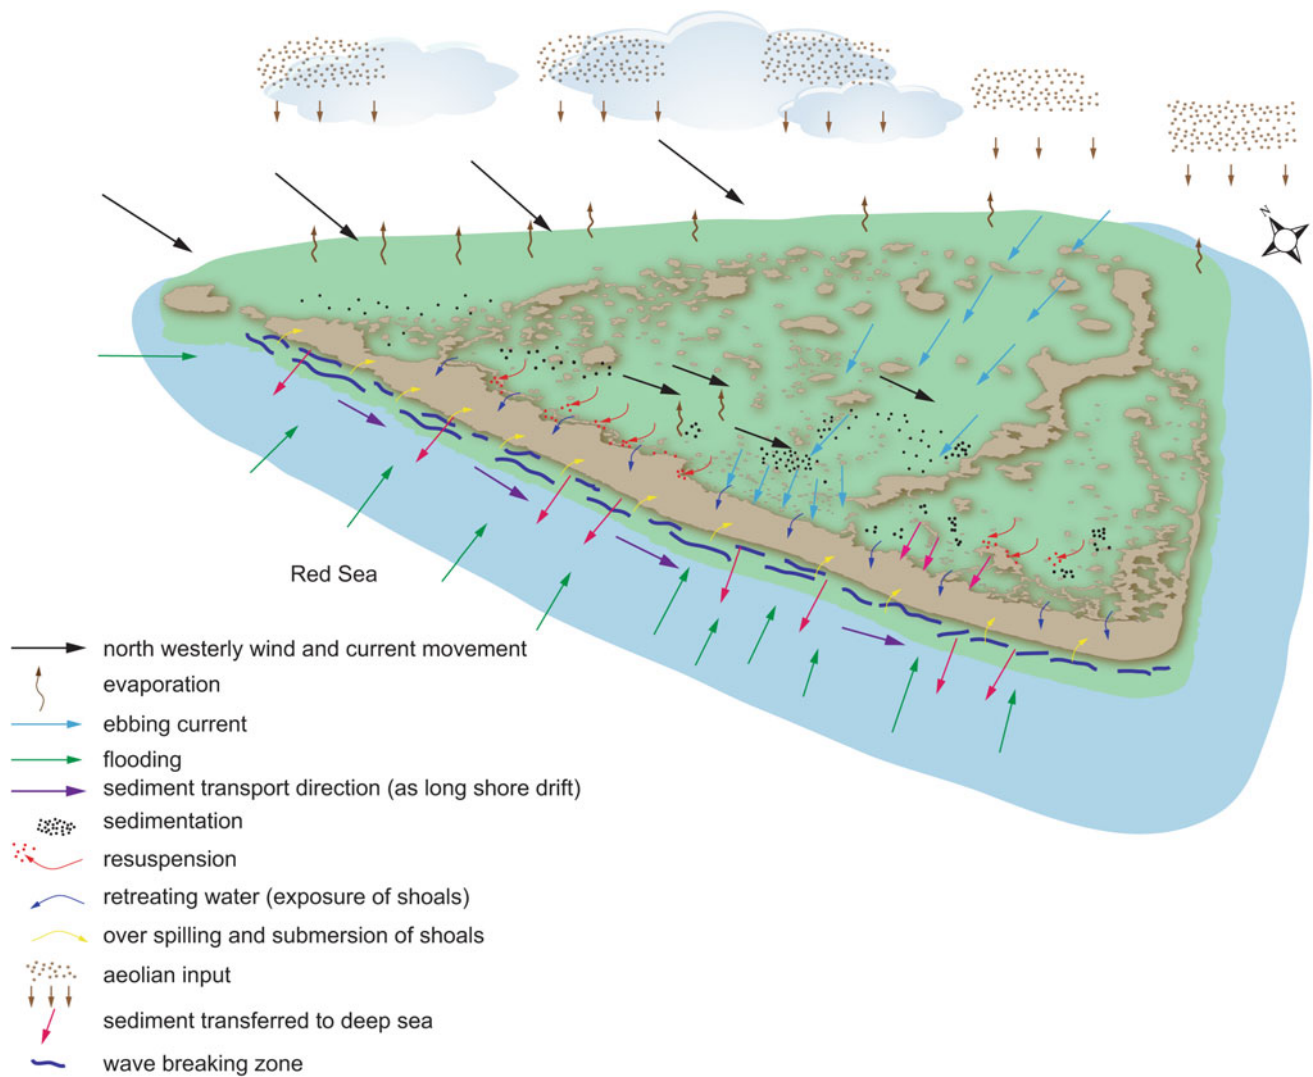 N
Red Sea
north westerly wind and current movement
evaporation
ebbing current
flooding
sediment transport direction (as long shore drift)
sedimentation
resuspension
retreating water (exposure of shoals)
over spilling and submersion of shoals
aeolian input
sediment transferred to deep sea
wave breaking zone